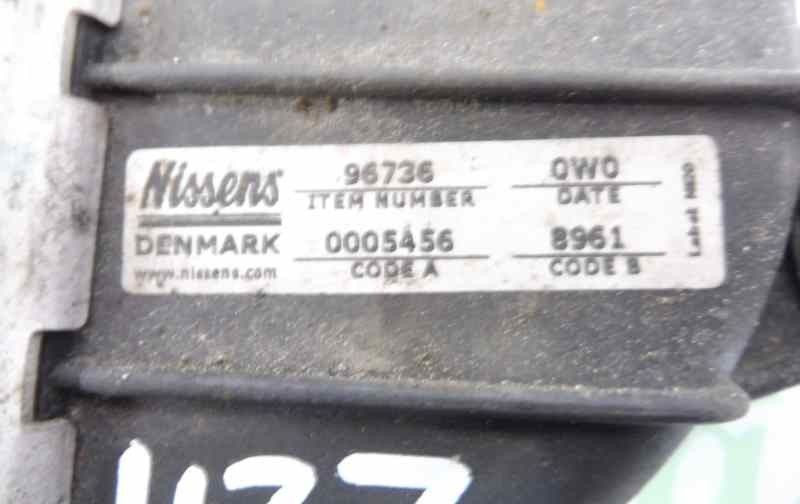 Nissens
DENMARK
www.nissens.com
96736
ITEM NUMBER
0005456
CODE A
0W0
DATE
8961
CODE B